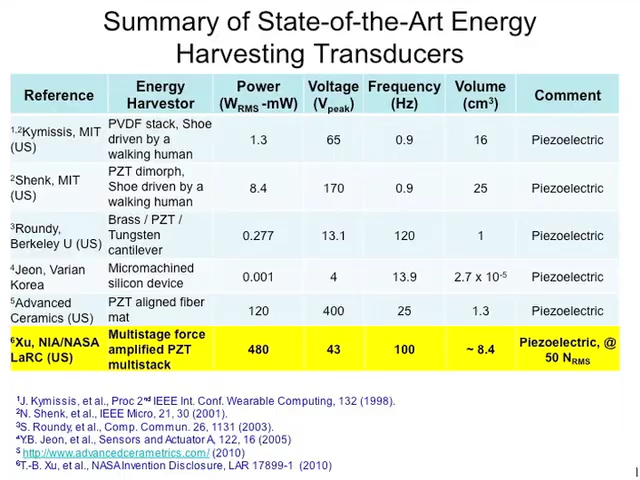 Summary of State-of-the-Art Energy
Harvesting Transducers
Reference Energy Harvestor Power (WRMS -mW) Voltage (Vpeak) Frequency (Hz) Volume (cm3) Comment
1,2Kymissis, MIT (US) PVDF stack, Shoe driven by a walking human 1.3 65 0.9 16 Piezoelectric
2Shenk, MIT (US) PZT dimorph, Shoe driven by a walking human 8.4 170 0.9 25 Piezoelectric
3Roundy, Berkeley U (US) Brass / PZT / Tungsten cantilever 0.277 13.1 120 1 Piezoelectric
4Jeon, Varian Korea Micromachined silicon device 0.001 4 13.9 2.7 x 10-5 Piezoelectric
5Advanced Ceramics (US) PZT aligned fiber mat 120 400 25 1.3 Piezoelectric
6Xu, NIA/NASA LaRC (US) Multistage force amplified PZT multistack 480 43 100 ~ 8.4 Piezoelectric, @ 50 NRMS
1J. Kymissis, et al., Proc 2nd IEEE Int. Conf. Wearable Computing, 132 (1998).
2N. Shenk, et al., IEEE Micro, 21, 30 (2001).
3S. Roundy, et al., Comp. Commun. 26, 1131 (2003).
4Y.B. Jeon, et al., Sensors and Actuator A, 122, 16 (2005)
5 http://www.advancedcerametrics.com/ (2010)
6T.-B. Xu, et al., NASA Invention Disclosure, LAR 17899-1 (2010)